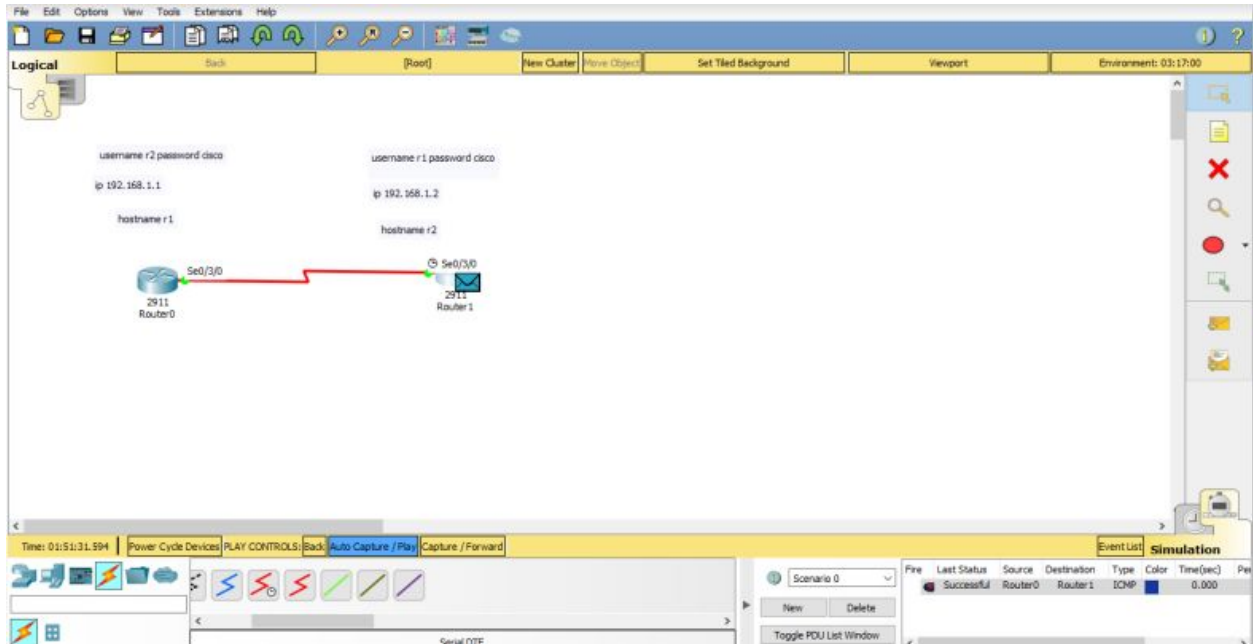 File Edit Options View Tools Extensions Help
Logical Back [Root] New Cluster Move Object Set Tiled Background Viewport Environment: 03:17:00
username r2 password cisco
username r1 password cisco
ip 192.168.1.1
ip 192.168.1.2
hostname r1
hostname r2
Se0/3/0
Se0/3/0
2911
Router0
2911
Router1
Time: 01:51:31.594 Power Cycle Devices PLAY CONTROLS: Back Auto Capture / Play Capture / Forward Event List Simulation
Scenario 0
New Delete
Toggle PDU List Window
Fire Last Status Source Destination Type Color Time(sec) Per
Successful Router0 Router1 ICMP 0.000
Serial DTE